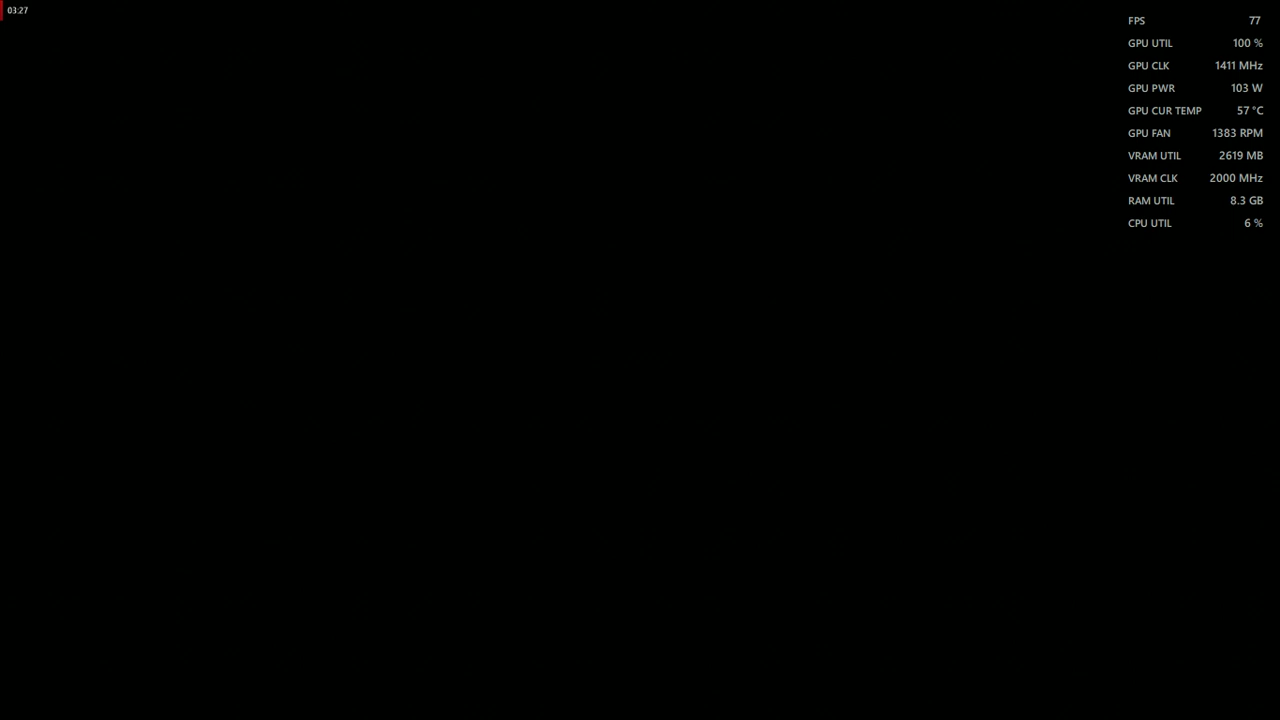 03:27
FPS 77
GPU UTIL 100 %
GPU CLK 1411 MHz
GPU PWR 103 W
GPU CUR TEMP 57 °C
GPU FAN 1383 RPM
VRAM UTIL 2619 MB
VRAM CLK 2000 MHz
RAM UTIL 8.3 GB
CPU UTIL 6 %